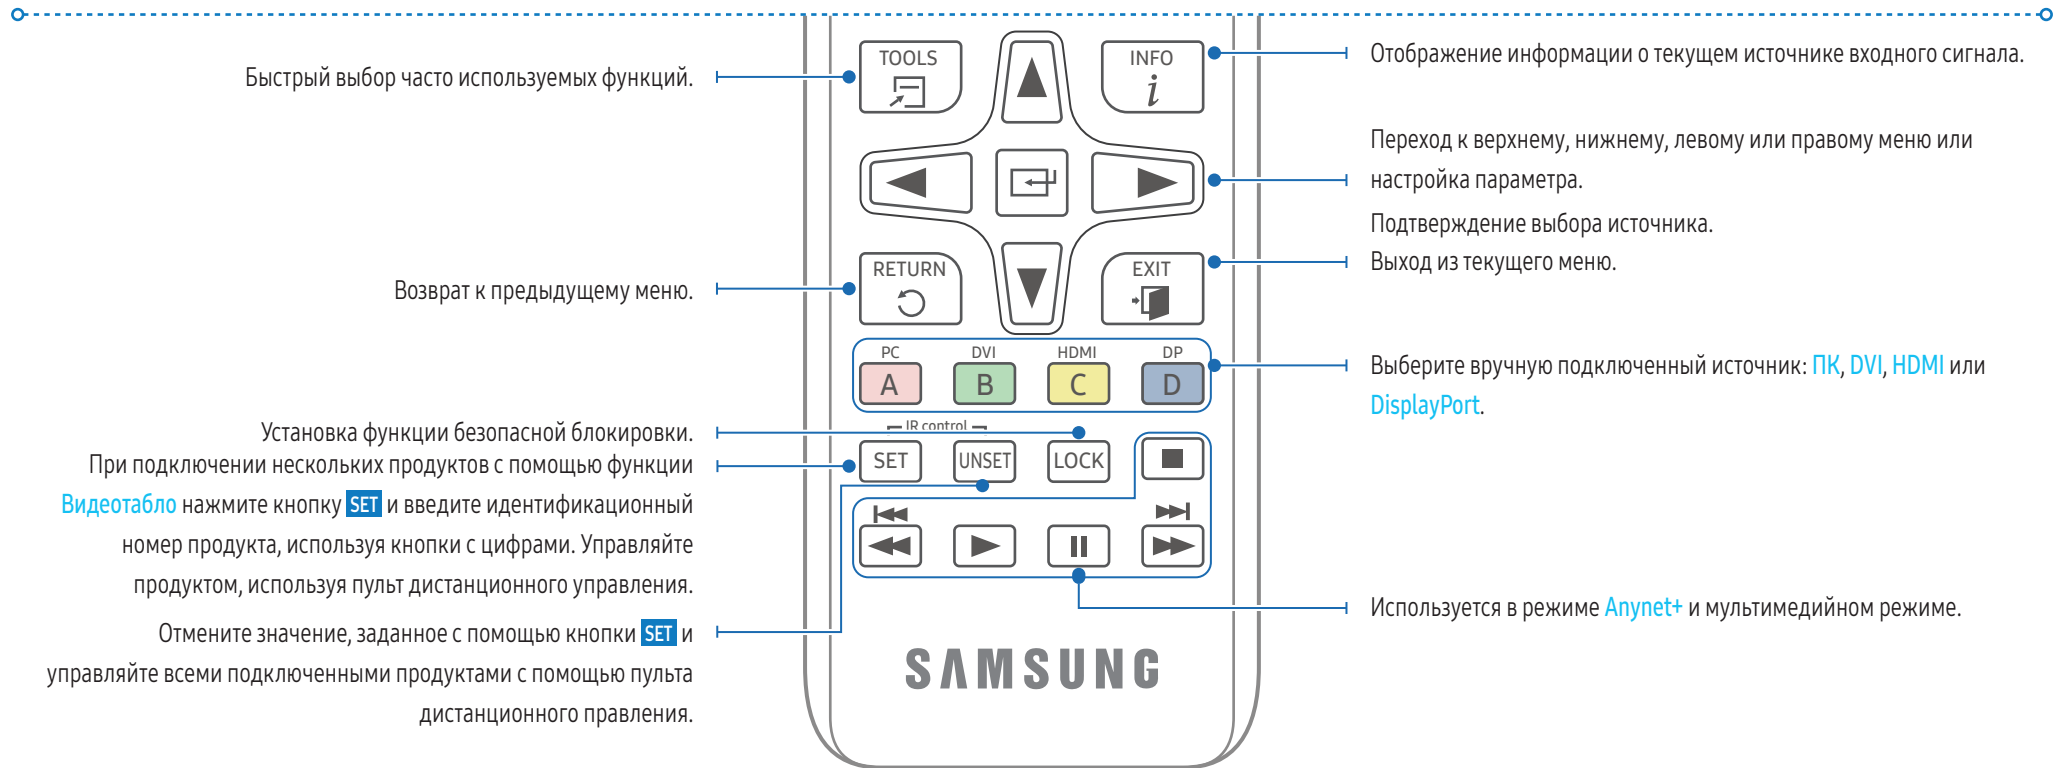 TOOLS
INFO
i
Быстрый выбор часто используемых функций.
Отображение информации о текущем источнике входного сигнала.
Переход к верхнему, нижнему, левому или правому меню или
настройка параметра.
Подтверждение выбора источника.
RETURN
EXIT
Возврат к предыдущему меню.
Выход из текущего меню.
PC
DVI
HDMI
DP
A
B
C
D
Выберите вручную подключенный источник: ПК, DVI, HDMI или
DisplayPort.
IR control
SET
UNSET
LOCK
Установка функции безопасной блокировки.
При подключении нескольких продуктов с помощью функции
Видеотабло нажмите кнопку SET и введите идентификационный
номер продукта, используя кнопки с цифрами. Управляйте
продуктом, используя пульт дистанционного управления.
Отмените значение, заданное с помощью кнопки SET и
управляйте всеми подключенными продуктами с помощью пульта
дистанционного правления.
Используется в режиме Anynet+ и мультимедийном режиме.
SAMSUNG